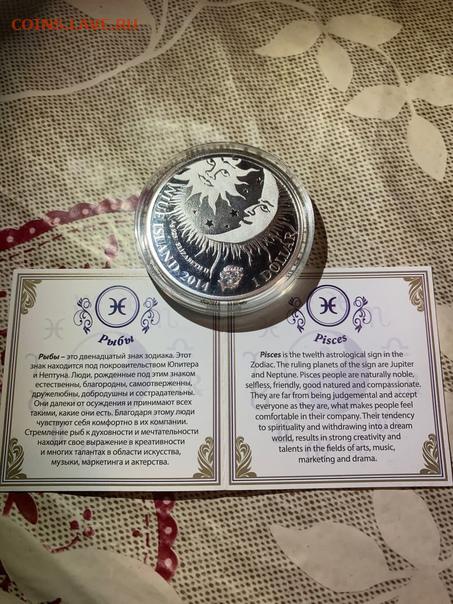 COINS.LAVE.RU
NIUE ISLAND 2014
ELIZABETH II
1 DOLLAR
Рыбы
Рыбы – это двенадцатый знак зодиака. Этот
знак находится под покровительством Юпитера
и Нептуна. Люди, рожденные под этим знаком
естественны, благородны, самоотверженны,
дружелюбны, добродушны и сострадательны.
Они далеки от осуждения и принимают всех
такими, какие они есть. Благодаря этому люди
чувствуют себя комфортно в их компании.
Стремление рыб к духовности и мечтательности
находит свое выражение в креативности
и многих талантах в области искусства,
музыки, маркетинга и актерства.
Pisces
Pisces is the twelth astrological sign in the
Zodiac. The ruling planets of the sign are Jupiter
and Neptune. Pisces people are naturally noble,
selfless, friendly, good natured and compassionate.
They are far from being judgemental and accept
everyone as they are, what makes people feel
comfortable in their company. Their tendency
to spirituality and withdrawing into a dream
world, results in strong creativity and
talents in the fields of arts, music,
marketing and drama.